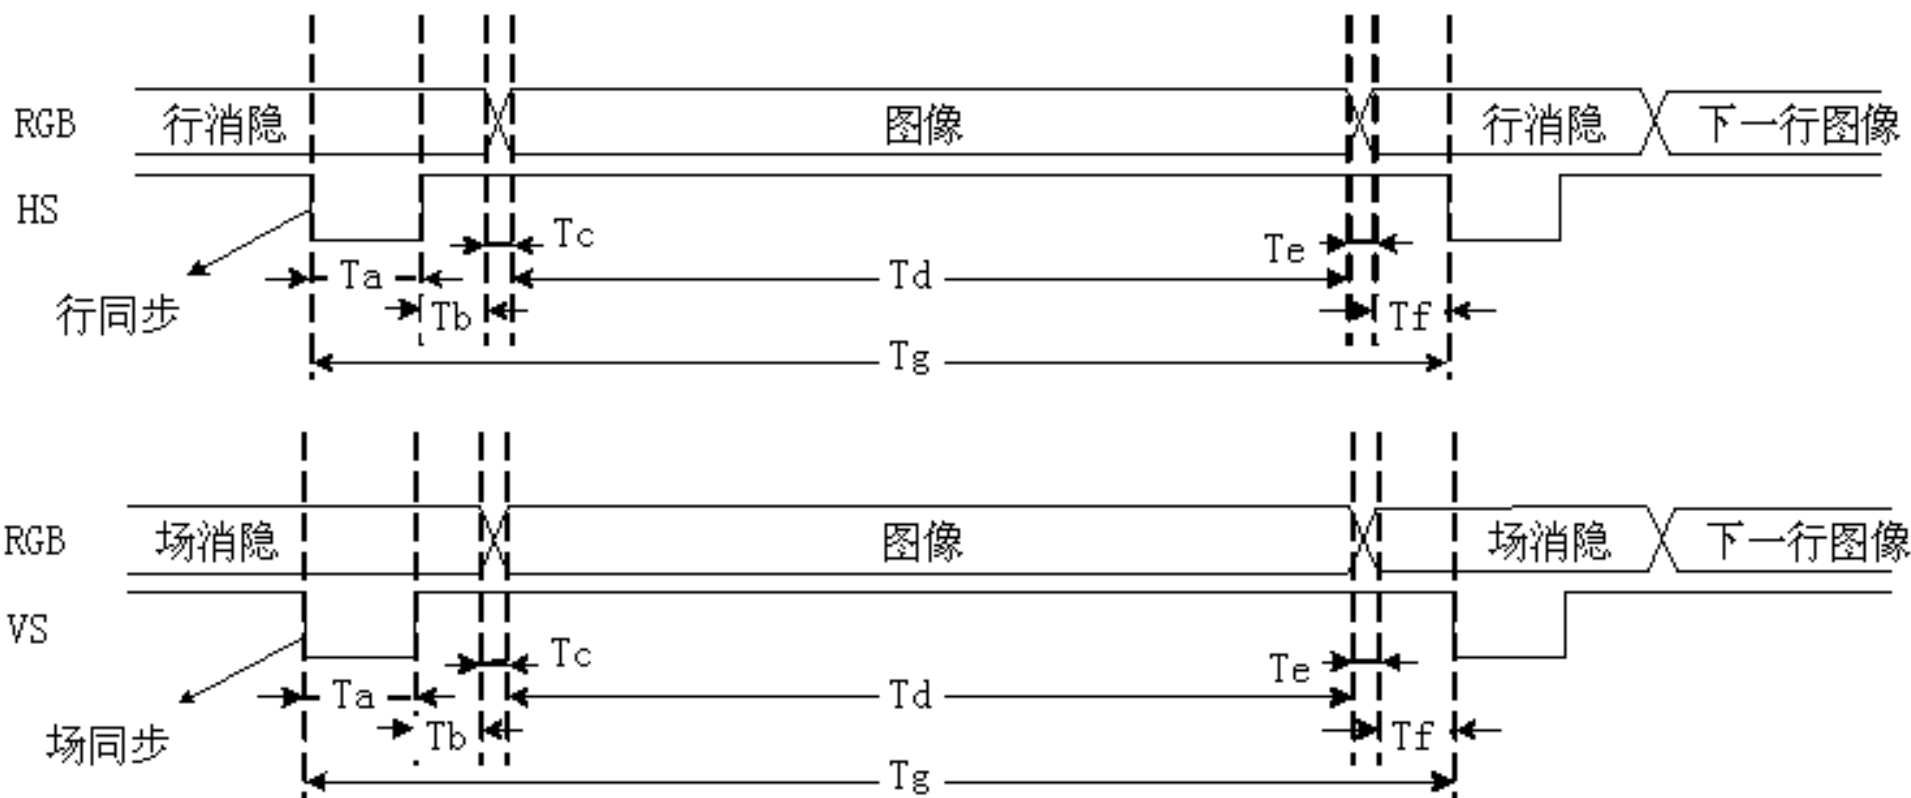 RGB 行消隐 图像 行消隐 下一行图像
HS
Tc
Te
Ta Td
行同步 Tb Tf
Tg
RGB 场消隐 图像 场消隐 下一行图像
VS
Tc
Te
Ta Td
场同步 Tb Tf
Tg